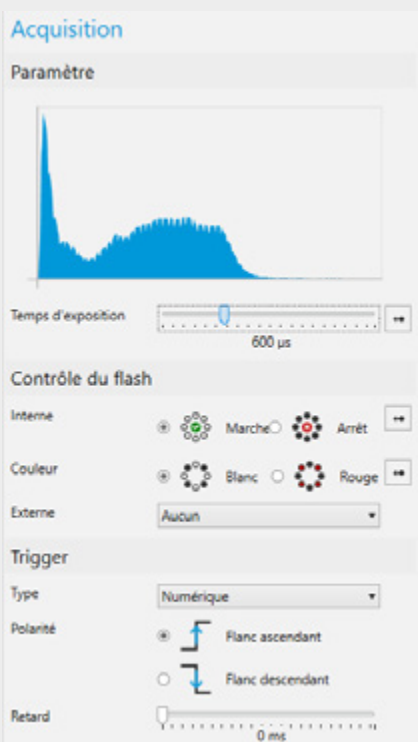 Acquisition
Paramètre
Temps d'exposition
600 µs
Contrôle du flash
Interne Marche Arrêt
Couleur Blanc Rouge
Externe Aucun
Trigger
Type Numérique
Polarité Flanc ascendant
Flanc descendant
Retard
0 ms